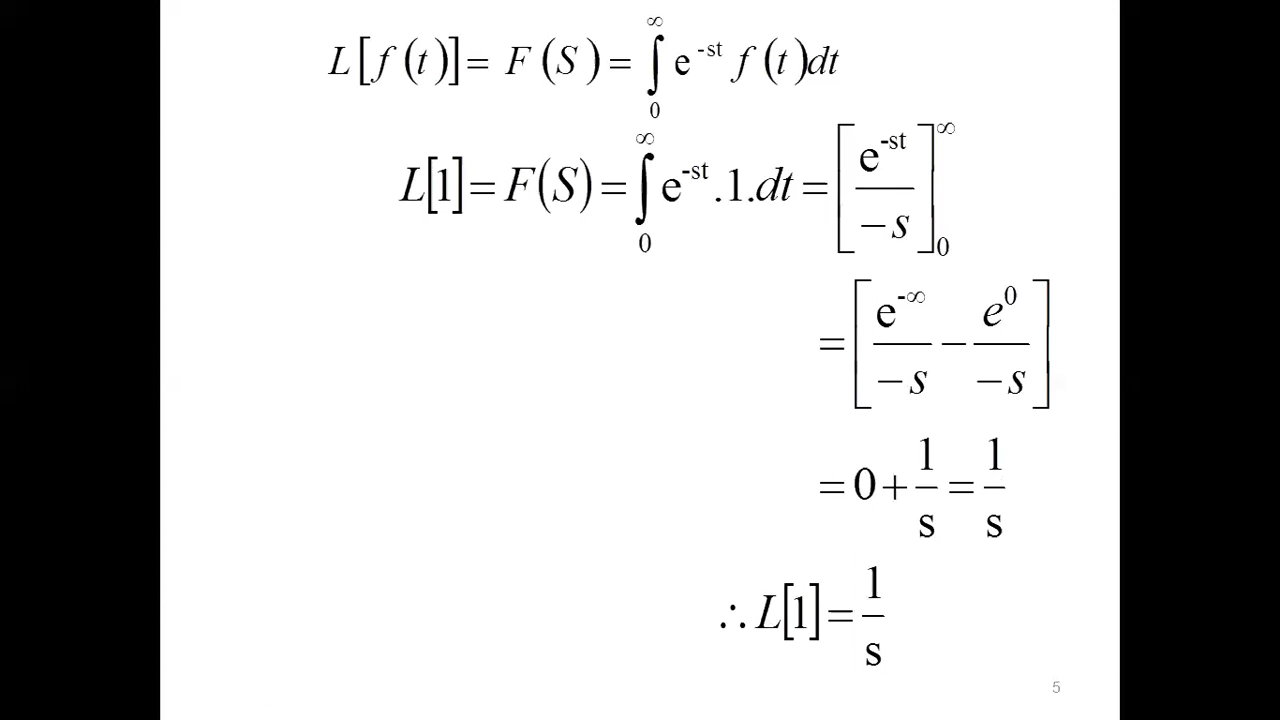 L[f(t)] = F(S) = ∫₀^∞ e^-st f(t)dt
L[1] = F(S) = ∫₀^∞ e^-st .1.dt = [e^-st / −s]₀^∞
= [e^-∞ / −s − e^0 / −s]
= 0 + 1/s = 1/s
∴ L[1] = 1/s
5